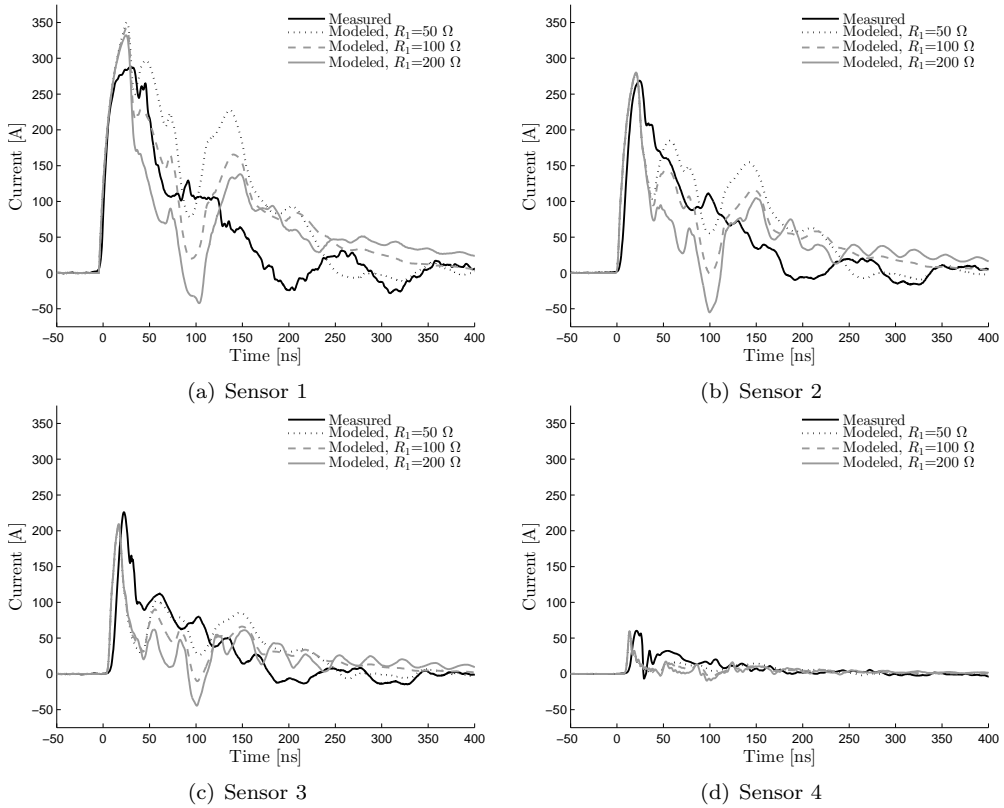 350
300
250
200
150
100
50
0
−50
Current [A]
Measured
Modeled, R₁=50 Ω
Modeled, R₁=100 Ω
Modeled, R₁=200 Ω
−50 0 50 100 150 200 250 300 350 400
Time [ns]
(a) Sensor 1
350
300
250
200
150
100
50
0
−50
Current [A]
Measured
Modeled, R₁=50 Ω
Modeled, R₁=100 Ω
Modeled, R₁=200 Ω
−50 0 50 100 150 200 250 300 350 400
Time [ns]
(b) Sensor 2
350
300
250
200
150
100
50
0
−50
Current [A]
Measured
Modeled, R₁=50 Ω
Modeled, R₁=100 Ω
Modeled, R₁=200 Ω
−50 0 50 100 150 200 250 300 350 400
Time [ns]
(c) Sensor 3
350
300
250
200
150
100
50
0
−50
Current [A]
Measured
Modeled, R₁=50 Ω
Modeled, R₁=100 Ω
Modeled, R₁=200 Ω
−50 0 50 100 150 200 250 300 350 400
Time [ns]
(d) Sensor 4